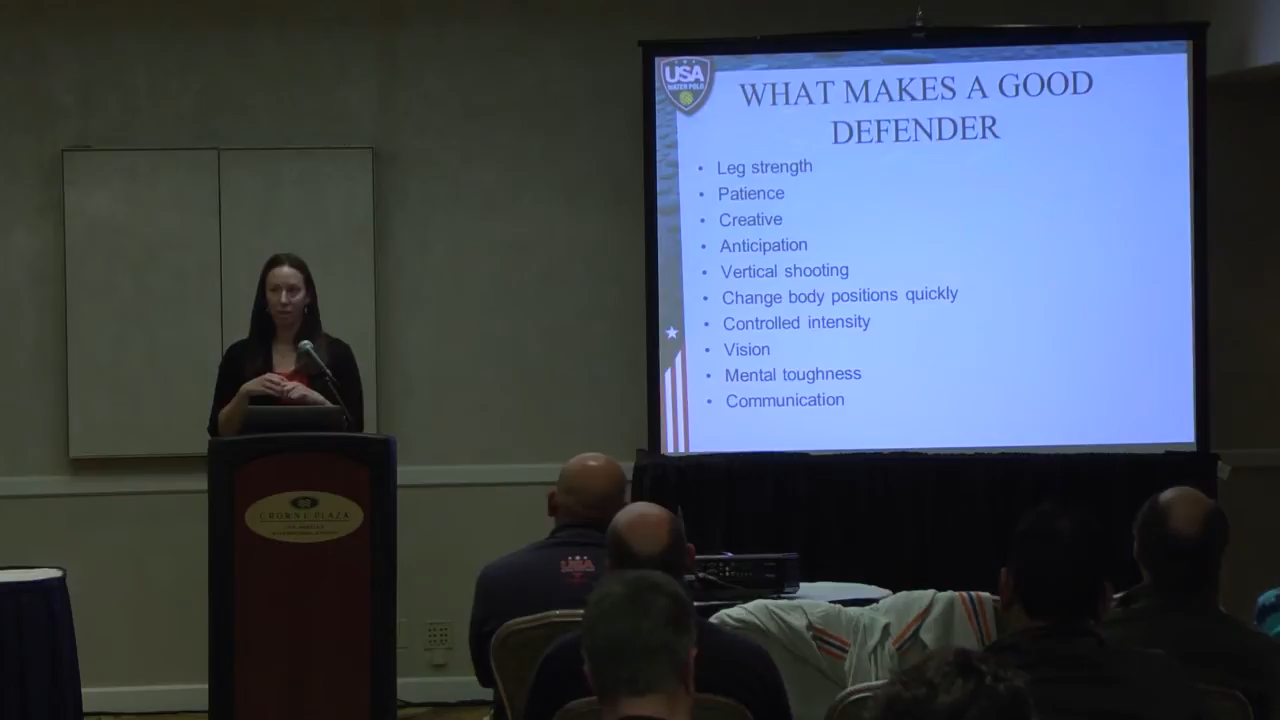 USA
WATER POLO
WHAT MAKES A GOOD
DEFENDER
• Leg strength
• Patience
• Creative
• Anticipation
• Vertical shooting
• Change body positions quickly
• Controlled intensity
• Vision
• Mental toughness
• Communication
CROWNE PLAZA
USA